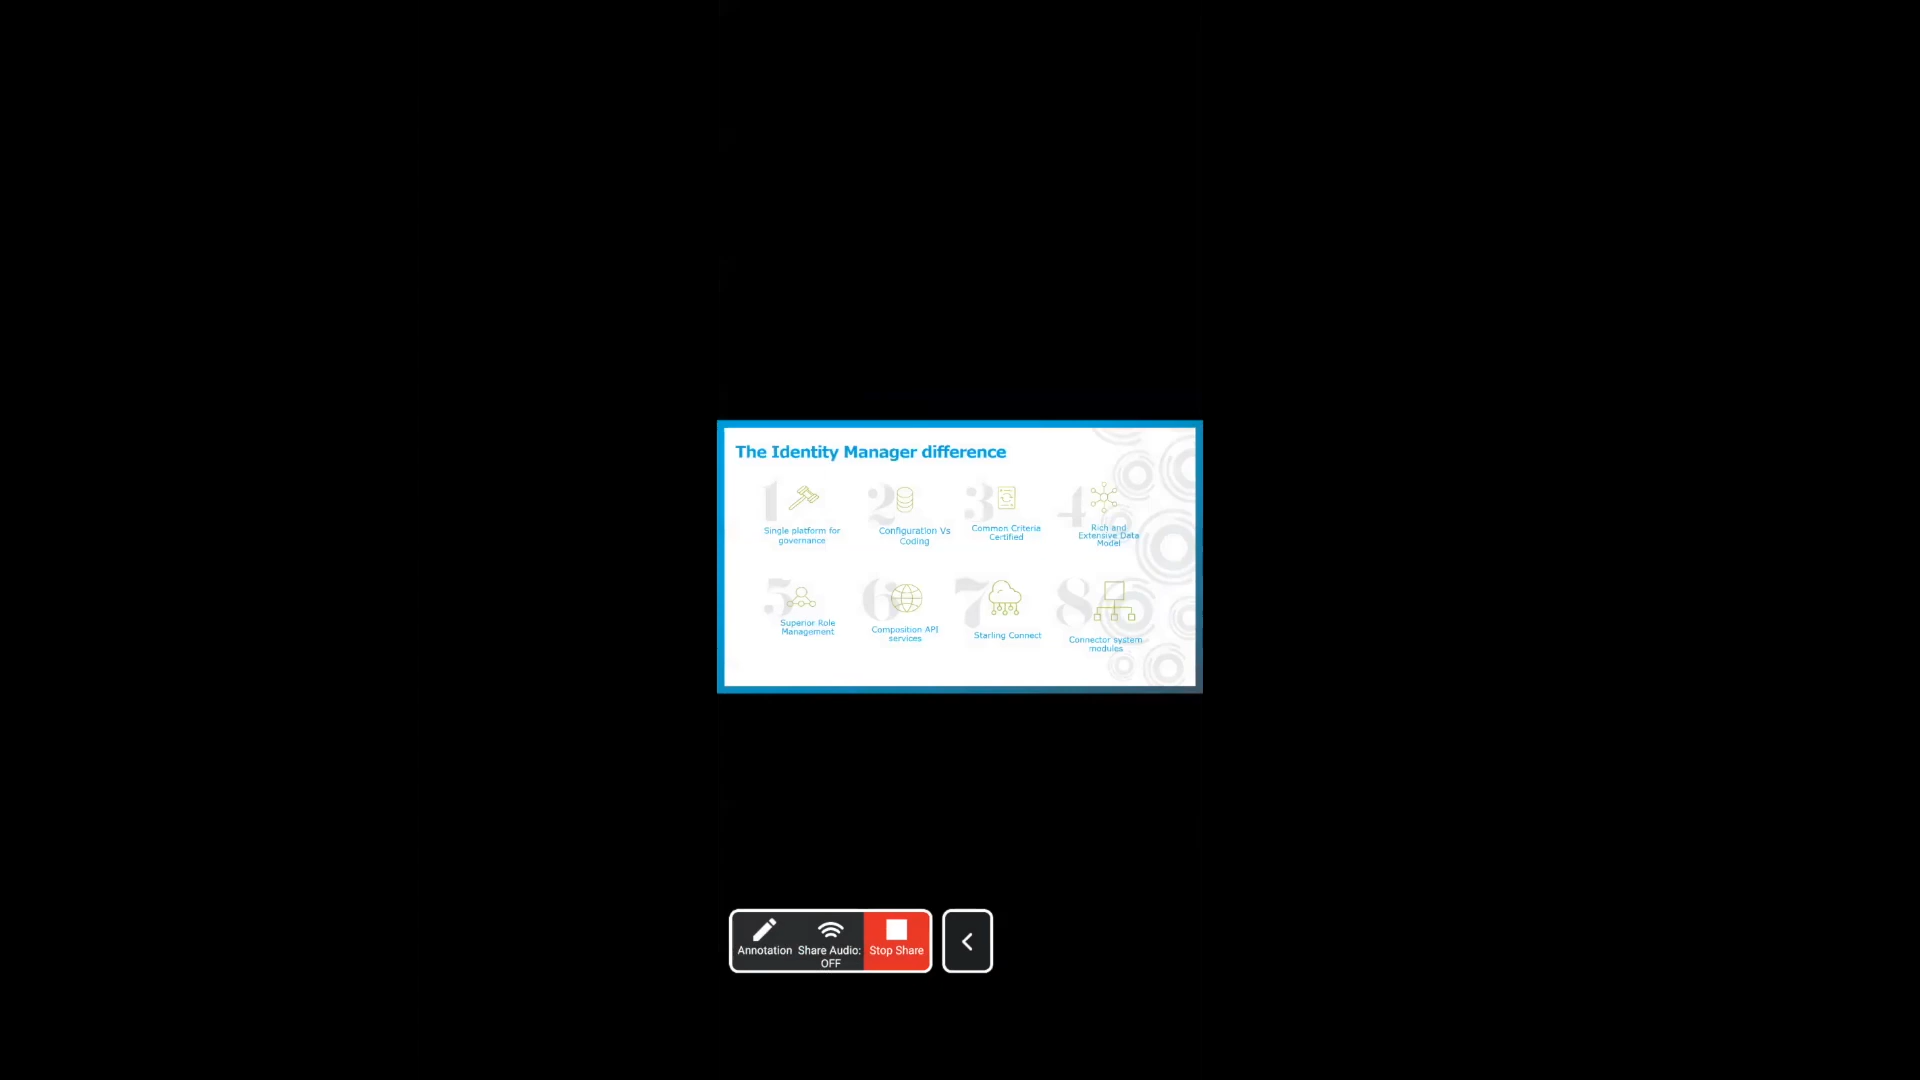 The Identity Manager difference
1
Single platform for
governance
2
Configuration Vs
Coding
3
Common Criteria
Certified
4
Rich and
Extensive Data
Model
5
Superior Role
Management
6
Composition API
services
7
Starling Connect
8
Connector system
modules
Annotation
Share Audio:
OFF
Stop Share